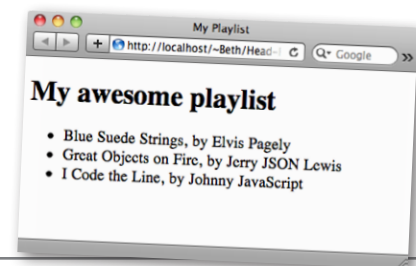 My Playlist
http://localhost/~Beth/Head-
Google
My awesome playlist
• Blue Suede Strings, by Elvis Pagely
• Great Objects on Fire, by Jerry JSON Lewis
• I Code the Line, by Johnny JavaScript